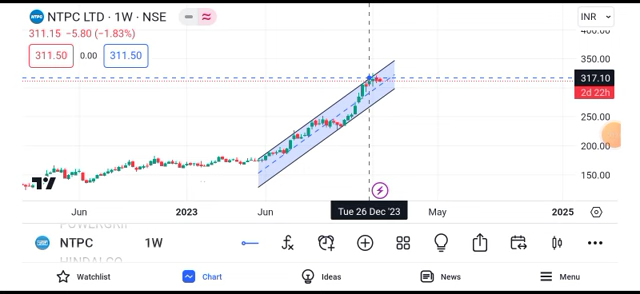 NTPC LTD · 1W · NSE
INR
311.15 −5.80 (−1.83%)
400.00
311.50 0.00 311.50
350.00
317.10
2d 22h
250.00
200.00
150.00
Jun 2023 Jun Tue 26 Dec '23 May 2025
POWERGRID
NTPC 1W
HINDALCO
Watchlist Chart Ideas News Menu